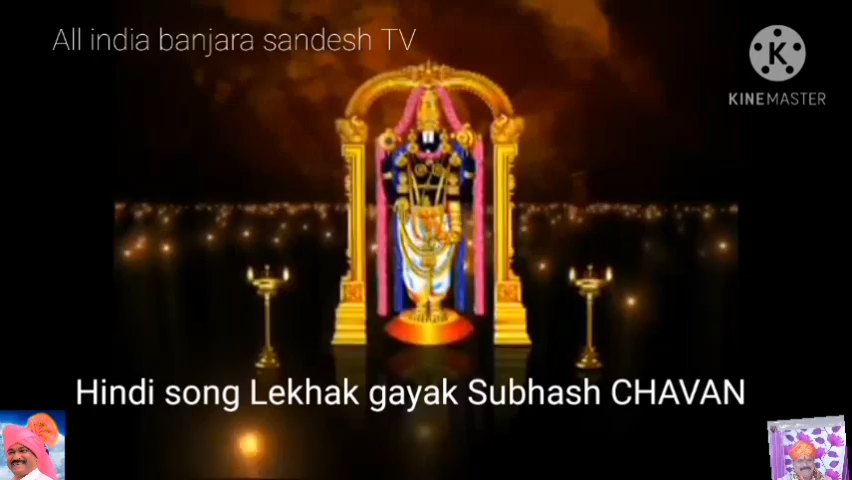 All india banjara sandesh TV
K
KINEMASTER
Hindi song Lekhak gayak Subhash CHAVAN